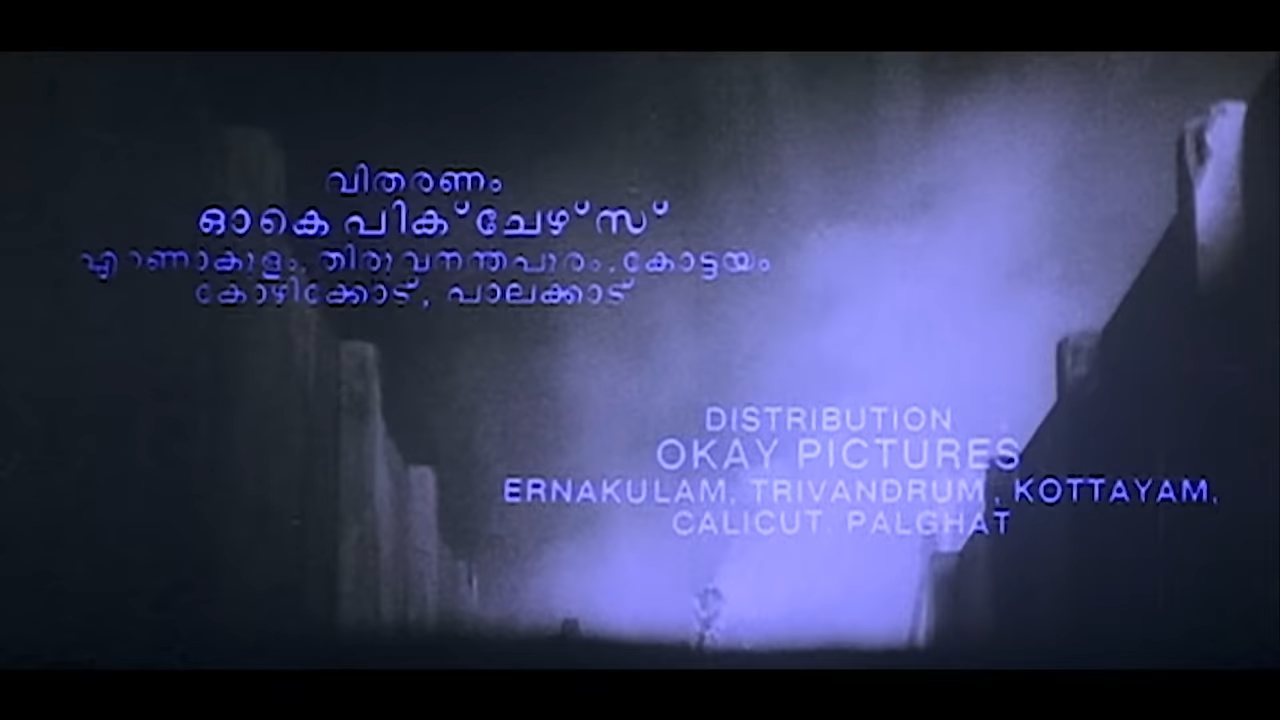 വിതരണം
ഓകെ പിക്ചേഴ്സ്
എറണാകുളം, തിരുവനന്തപുരം, കോട്ടയം
കോഴിക്കോട്, പാലക്കാട്
DISTRIBUTION
OKAY PICTURES
ERNAKULAM, TRIVANDRUM, KOTTAYAM,
CALICUT, PALGHAT